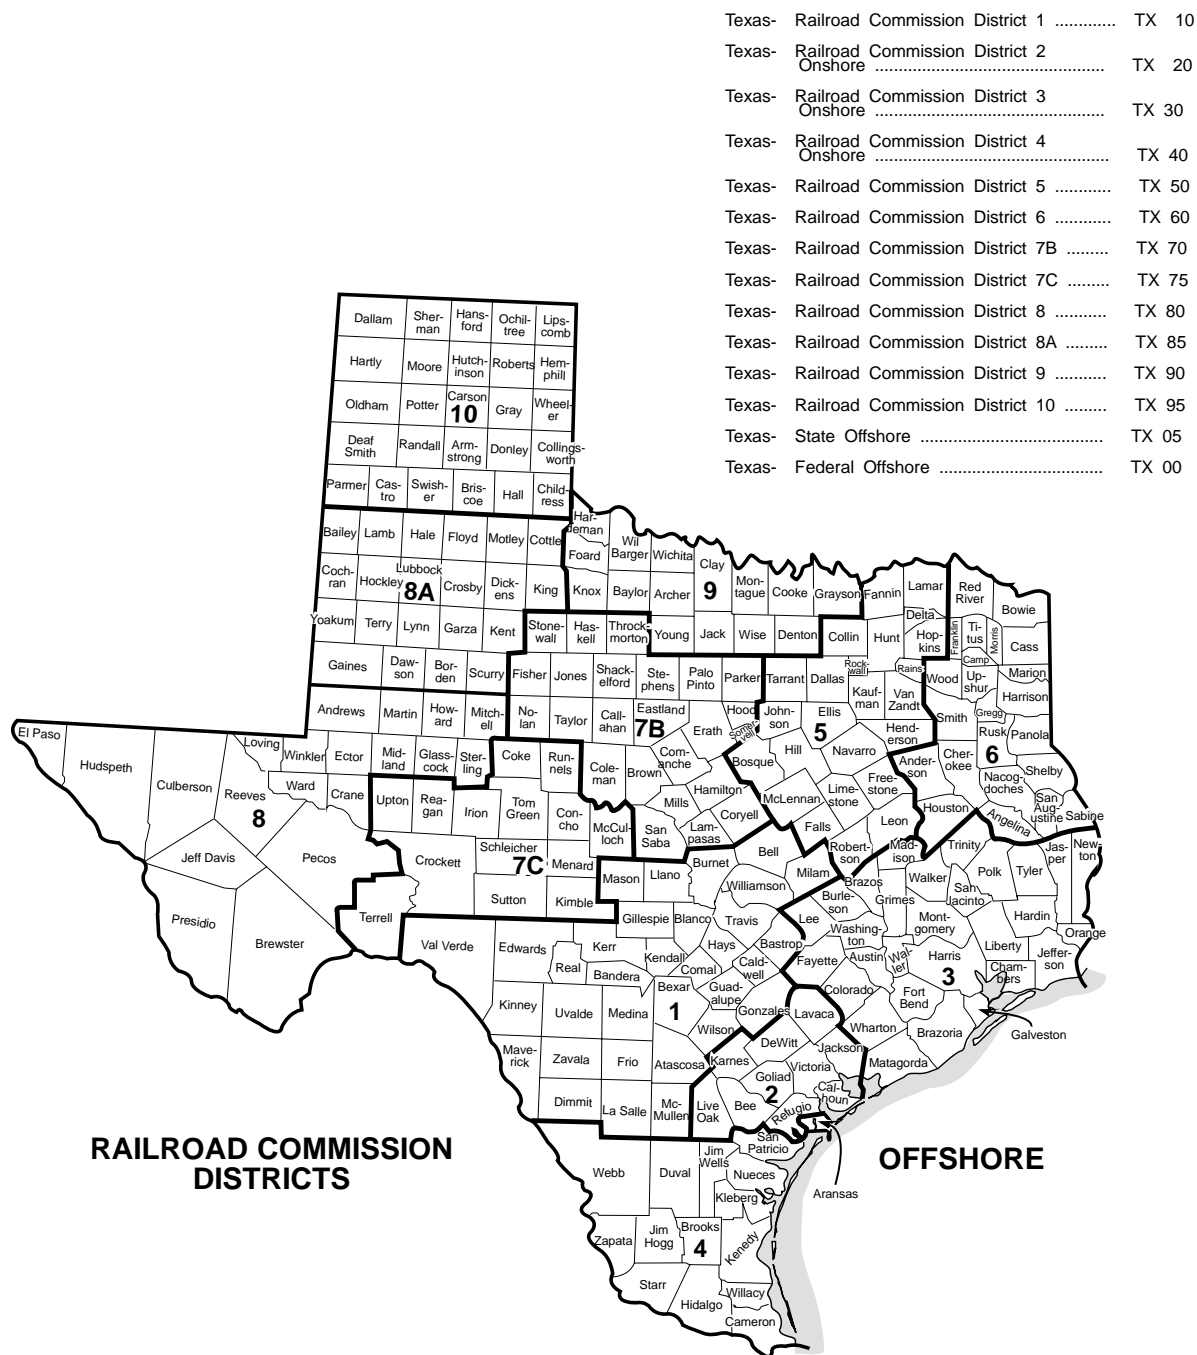 Texas- Railroad Commission District 1 ............. TX 10
Texas- Railroad Commission District 2
Onshore ................................................. TX 20
Texas- Railroad Commission District 3
Onshore ................................................. TX 30
Texas- Railroad Commission District 4
Onshore .................................................. TX 40
Texas- Railroad Commission District 5 ............ TX 50
Texas- Railroad Commission District 6 ............ TX 60
Texas- Railroad Commission District 7B ......... TX 70
Texas- Railroad Commission District 7C ......... TX 75
Texas- Railroad Commission District 8 ........... TX 80
Texas- Railroad Commission District 8A ......... TX 85
Texas- Railroad Commission District 9 ........... TX 90
Texas- Railroad Commission District 10 ......... TX 95
Texas- State Offshore ....................................... TX 05
Texas- Federal Offshore ................................... TX 00
Dallam
Sher-
man
Hans-
ford
Ochil-
tree
Lips-
comb
Hartly
Moore
Hutch-
inson
Roberts
Hem-
phill
Oldham
Potter
Carson
10
Gray
Wheel-
er
Deaf
Smith
Randall
Arm-
strong
Donley
Collings-
worth
Parmer
Cas-
tro
Swish-
er
Bris-
coe
Hall
Child-
ress
Bailey
Lamb
Hale
Floyd
Motley
Cottle
Har-
deman
Foard
Wil
Barger
Wichita
Clay
9
Mon-
tague
Cooke
Grayson
Fannin
Lamar
Red
River
Bowie
Coch-
ran
Hockley
Lubbock
8A
Crosby
Dick-
ens
King
Knox
Baylor
Archer
Delta
Franklin
Ti-
tus
Morris
Cass
Yoakum
Terry
Lynn
Garza
Kent
Stone-
wall
Has-
kell
Throck-
morton
Young
Jack
Wise
Denton
Collin
Hunt
Hop-
kins
Camp
Marion
Gaines
Daw-
son
Bor-
den
Scurry
Fisher
Jones
Shack-
elford
Ste-
phens
Palo
Pinto
Parker
Tarrant
Dallas
Rock-
wall
Rains
Wood
Up-
shur
Harrison
Kauf-
man
Van
Zandt
Gregg
Smith
Andrews
Martin
How-
ard
Mitch-
ell
No-
lan
Taylor
Call-
ahan
Eastland
7B
Erath
Hood
Somer-
vell
John-
son
Ellis
5
Hend-
erson
Rusk
6
Panola
El Paso
Hudspeth
Culberson
Loving
Winkler
Ector
Mid-
land
Glass-
cock
Ster-
ling
Coke
Run-
nels
Cole-
man
Brown
Com-
anche
Hamilton
Bosque
Hill
Navarro
Ander-
son
Cher-
okee
Nacog-
doches
Shelby
Reeves
8
Ward
Crane
Upton
Rea-
gan
Irion
Tom
Green
Con-
cho
McCul-
loch
Mills
San
Saba
Lam-
pasas
Coryell
McLennan
Lime-
stone
Free-
stone
Leon
Houston
Angelina
San
Aug-
ustine
Sabine
Jeff Davis
Pecos
Crockett
Schleicher
7C
Menard
Mason
Llano
Burnet
Bell
Falls
Robert-
son
Mad-
ison
Trinity
Polk
Tyler
Jas-
per
New-
ton
Presidio
Brewster
Terrell
Sutton
Kimble
Gillespie
Blanco
Williamson
Travis
Milam
Brazos
Burle-
son
Grimes
Walker
San
Jacinto
Hardin
Orange
Val Verde
Edwards
Kerr
Real
Bandera
Kendall
Hays
Comal
Bastrop
Cald-
well
Lee
Fayette
Washing-
ton
Austin
Wal-
ler
Mont-
gomery
Harris
3
Liberty
Jeffer-
son
Cham-
bers
Kinney
Uvalde
Medina
Bexar
1
Guad-
alupe
Gonzales
Wilson
Lavaca
Colorado
Fort
Bend
Wharton
Brazoria
Galveston
Mave-
rick
Zavala
Frio
Atascosa
Karnes
DeWitt
Jackson
Matagorda
Victoria
Goliad
2
Cal-
houn
Dimmit
La Salle
Mc-
Mullen
Live
Oak
Bee
Refugio
RAILROAD COMMISSION
DISTRICTS
OFFSHORE
San
Patricio
Aransas
Webb
Duval
Jim
Wells
Nueces
Kleberg
Zapata
Jim
Hogg
Brooks
4
Kenedy
Starr
Hidalgo
Willacy
Cameron